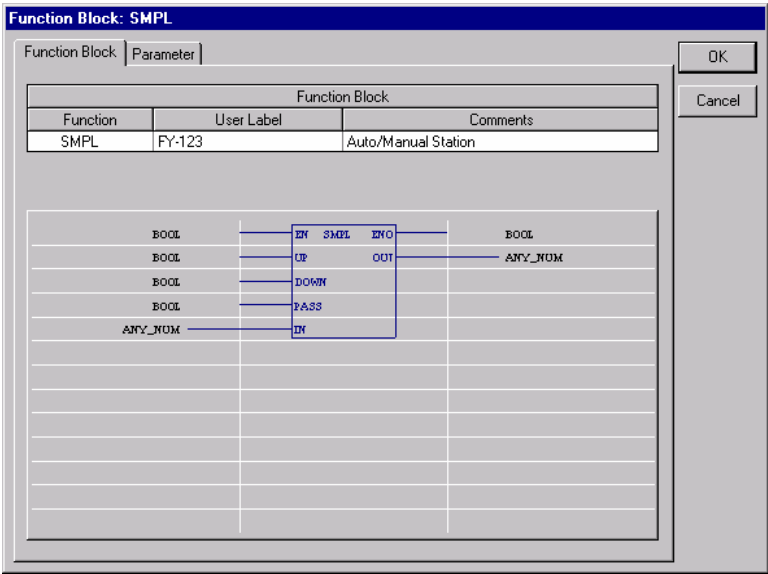 Function Block: SMPL
Function Block Parameter
OK
Cancel
Function Block
Function User Label Comments
SMPL FY-123 Auto/Manual Station
BOOL EN SMPL ENO BOOL
BOOL UP OUT ANY_NUM
BOOL DOWN
BOOL PASS
ANY_NUM IN